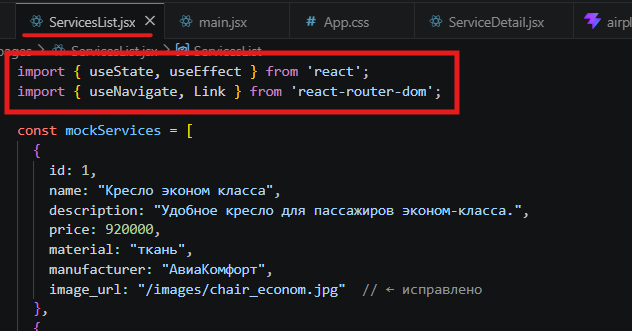 ServicesList.jsx main.jsx App.css ServiceDetail.jsx
pages > ServicesList.jsx > ServicesList
import { useState, useEffect } from 'react';
import { useNavigate, Link } from 'react-router-dom';
const mockServices = [
{
id: 1,
name: "Кресло эконом класса",
description: "Удобное кресло для пассажиров эконом-класса.",
price: 920000,
material: "ткань",
manufacturer: "АвиаКомфорт",
image_url: "/images/chair_econom.jpg" // ← исправлено
},
{